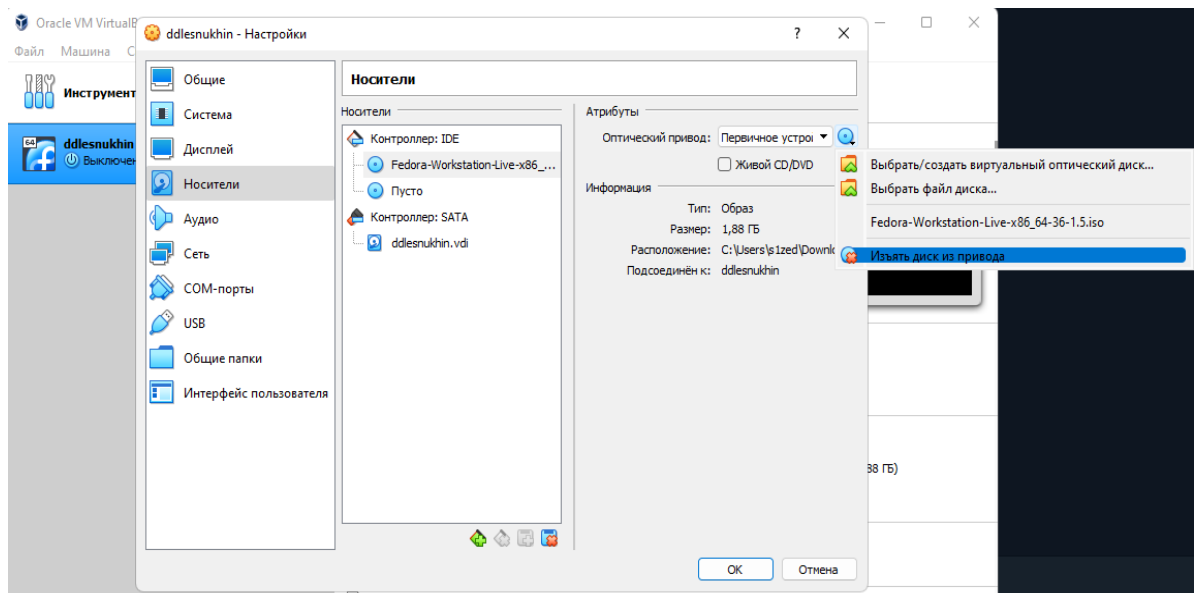 Oracle VM VirtualB
Файл Машина С
Инструмент
64
ddlesnukhin
Выключен
ddlesnukhin - Настройки
?
Общие
Система
Дисплей
Носители
Аудио
Сеть
COM-порты
USB
Общие папки
Интерфейс пользователя
Носители
Носители
Контроллер: IDE
Fedora-Workstation-Live-x86_...
Пусто
Контроллер: SATA
ddlesnukhin.vdi
Атрибуты
Оптический привод: Первичное устрой
Живой CD/DVD
Информация
Тип: Образ
Размер: 1,88 ГБ
Расположение: C:\Users\s1zed\Downlo
Подсоединён к: ddlesnukhin
Выбрать/создать виртуальный оптический диск...
Выбрать файл диска...
Fedora-Workstation-Live-x86_64-36-1.5.iso
Изъять диск из привода
88 ГБ)
OK Отмена